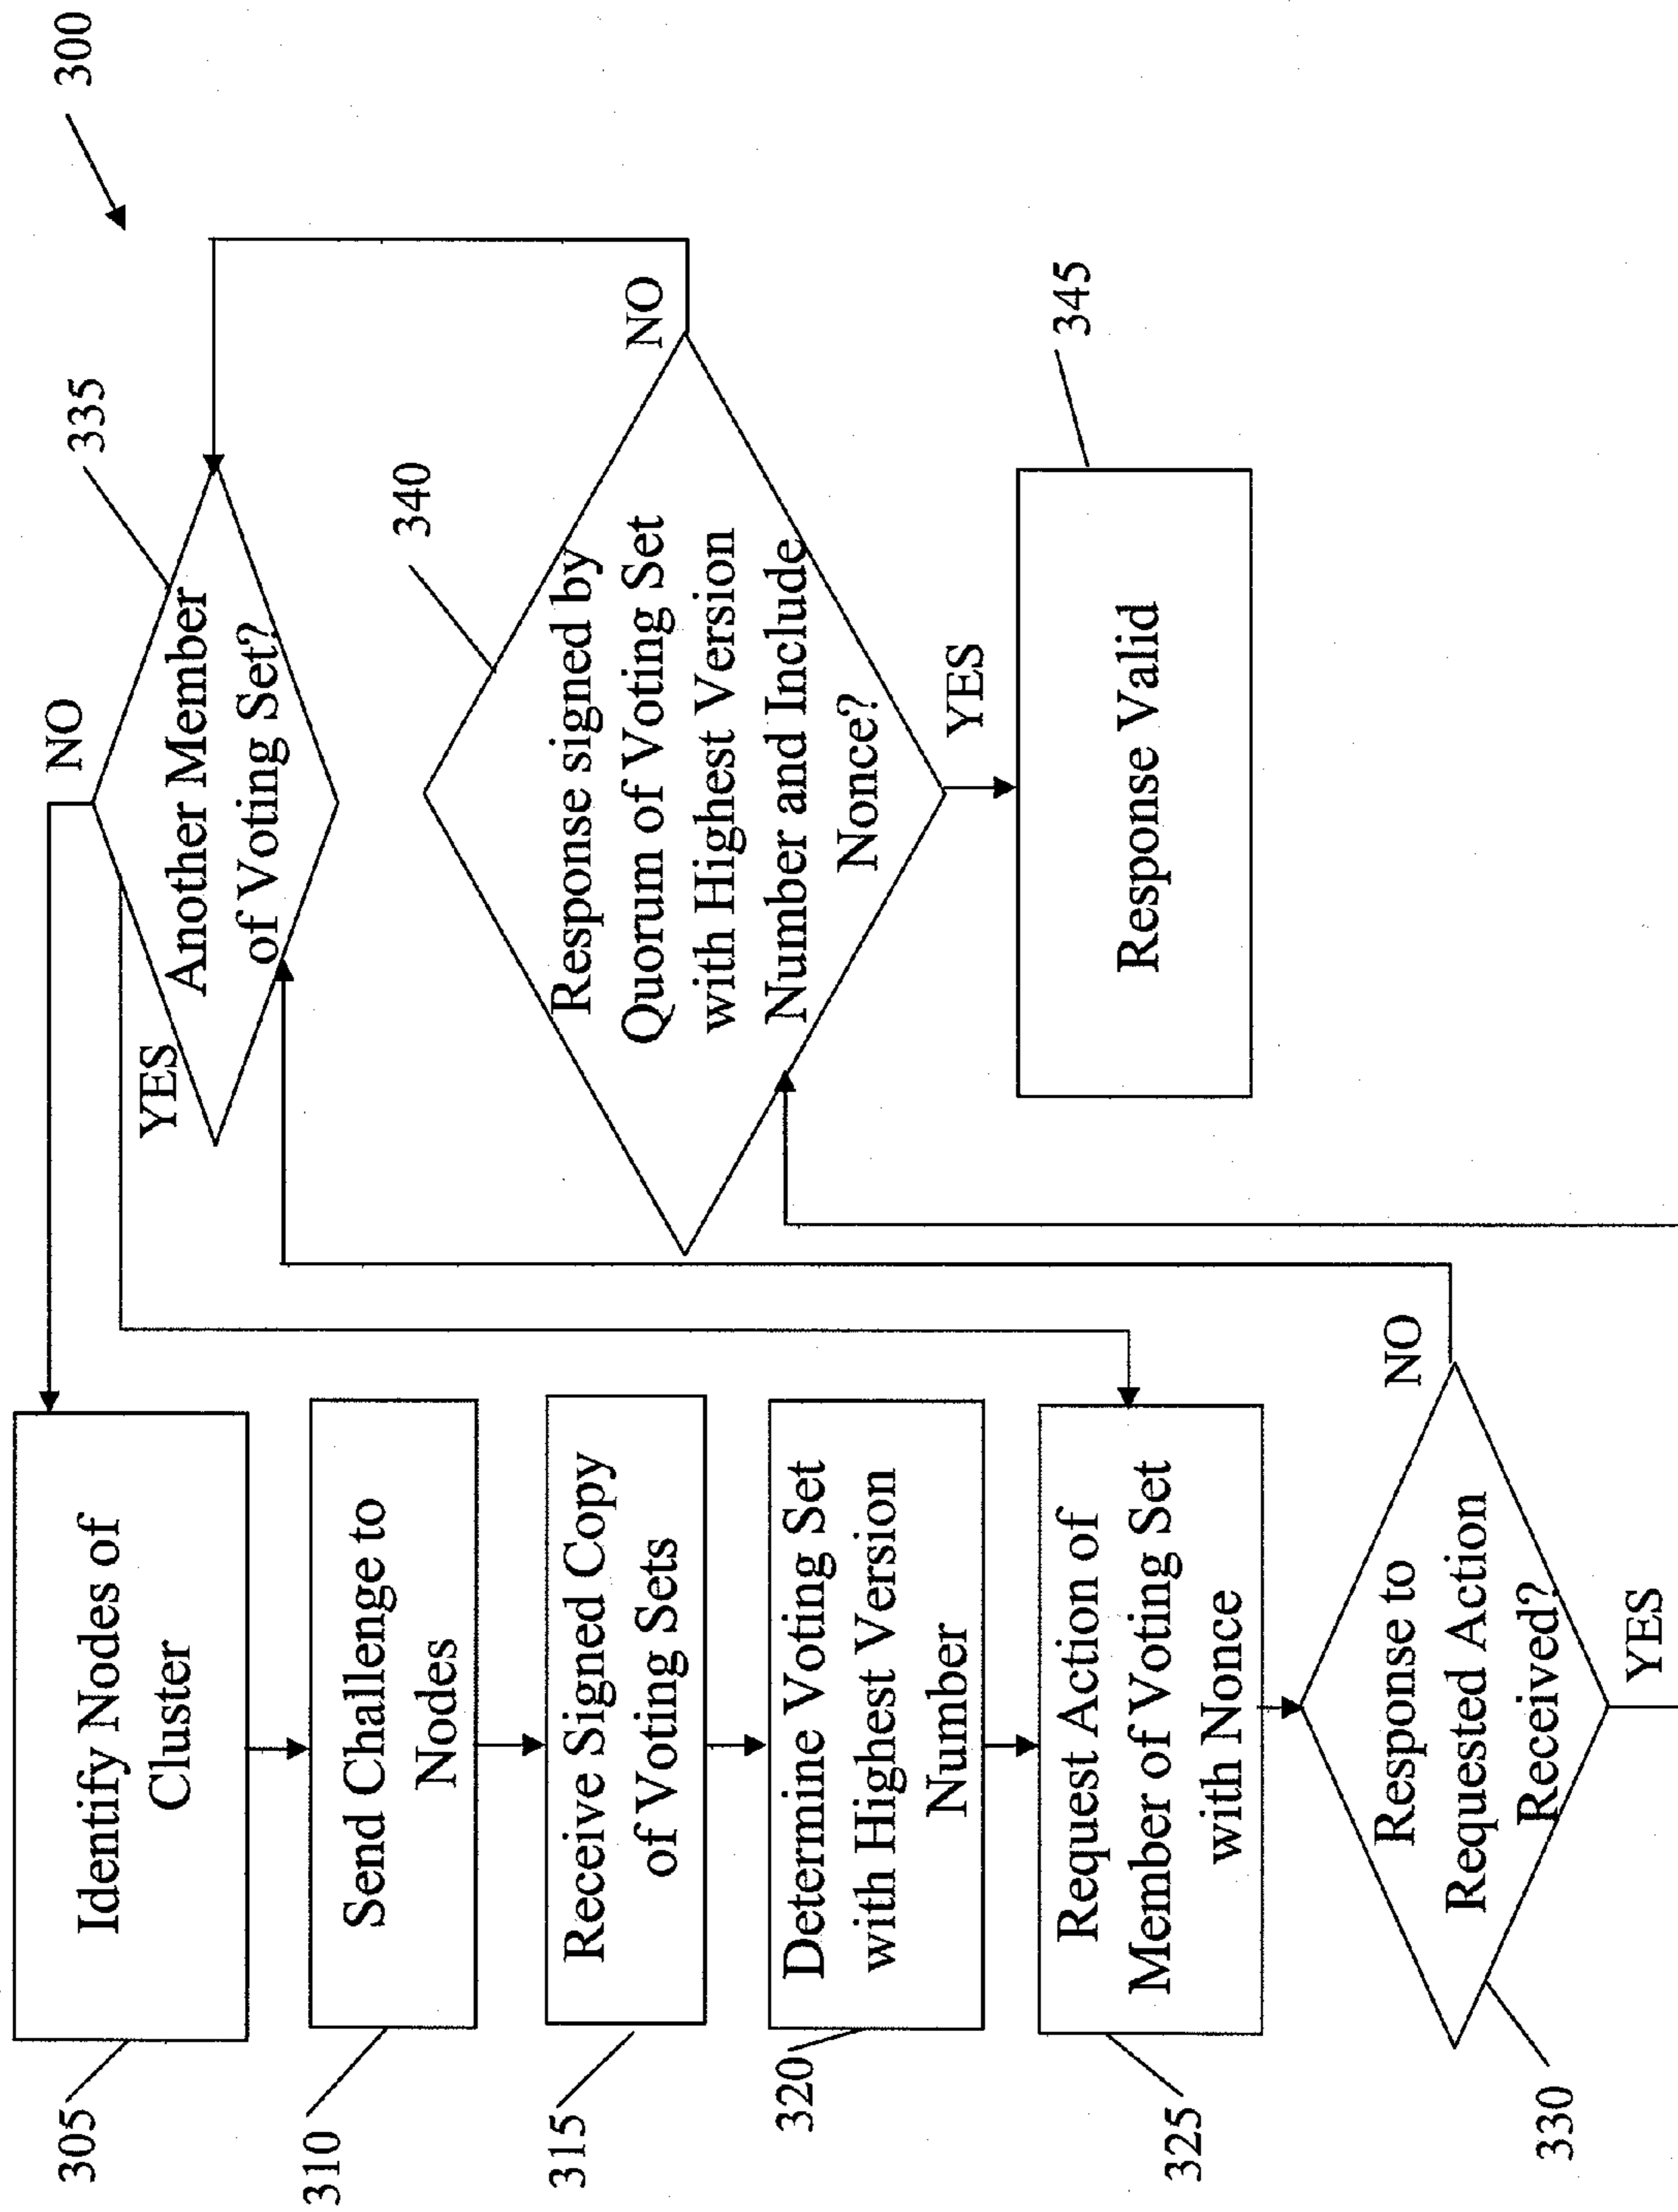 300
305
Identify Nodes of
Cluster
310
Send Challenge to
Nodes
315
Receive Signed Copy
of Voting Sets
320
Determine Voting Set
with Highest Version
Number
325
Request Action of
Member of Voting Set
with Nonce
330
Response to
Requested Action
Received?
NO
YES
335
Another Member
of Voting Set?
NO
YES
340
Response signed by
Quorum of Voting Set
with Highest Version
Number and Include
Nonce?
NO
YES
345
Response Valid